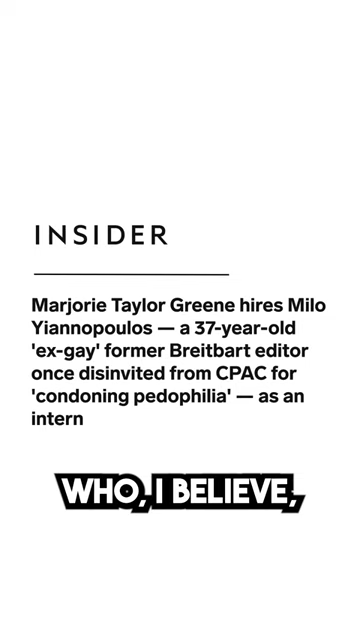 INSIDER
Marjorie Taylor Greene hires Milo
Yiannopoulos — a 37-year-old
'ex-gay' former Breitbart editor
once disinvited from CPAC for
'condoning pedophilia' — as an
intern
WHO, I BELIEVE,